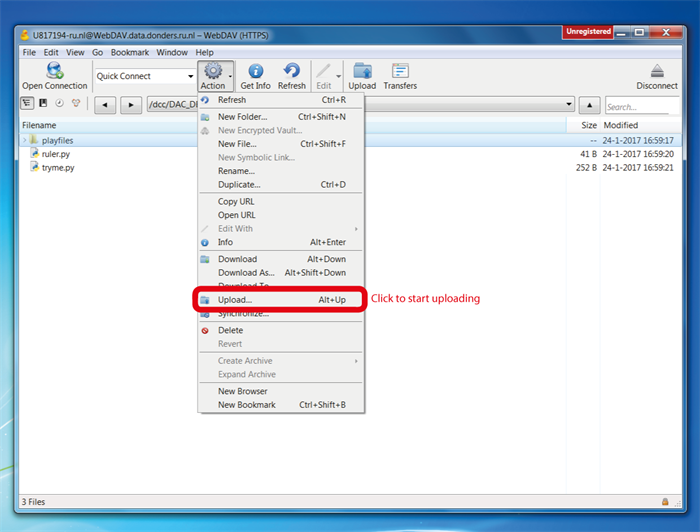 U817194-ru.nl@WebDAV.data.donders.ru.nl – WebDAV (HTTPS)
Unregistered
File Edit View Go Bookmark Window Help
Open Connection
Quick Connect
Action
Get Info
Refresh
Edit
Upload
Transfers
Disconnect
Search...
Filename Size Modified
playfiles -- 24-1-2017 16:59:17
ruler.py 41 B 24-1-2017 16:59:20
tryme.py 252 B 24-1-2017 16:59:21
Refresh Ctrl+R
New Folder... Ctrl+Shift+N
New Encrypted Vault...
New File... Ctrl+Shift+F
New Symbolic Link...
Rename...
Duplicate... Ctrl+D
Copy URL
Open URL
Edit With
Info Alt+Enter
Download Alt+Down
Download As... Alt+Shift+Down
Download To...
Upload... Alt+Up
Click to start uploading
Synchronize...
Delete
Revert
Create Archive
Expand Archive
New Browser
New Bookmark Ctrl+Shift+B
3 Files